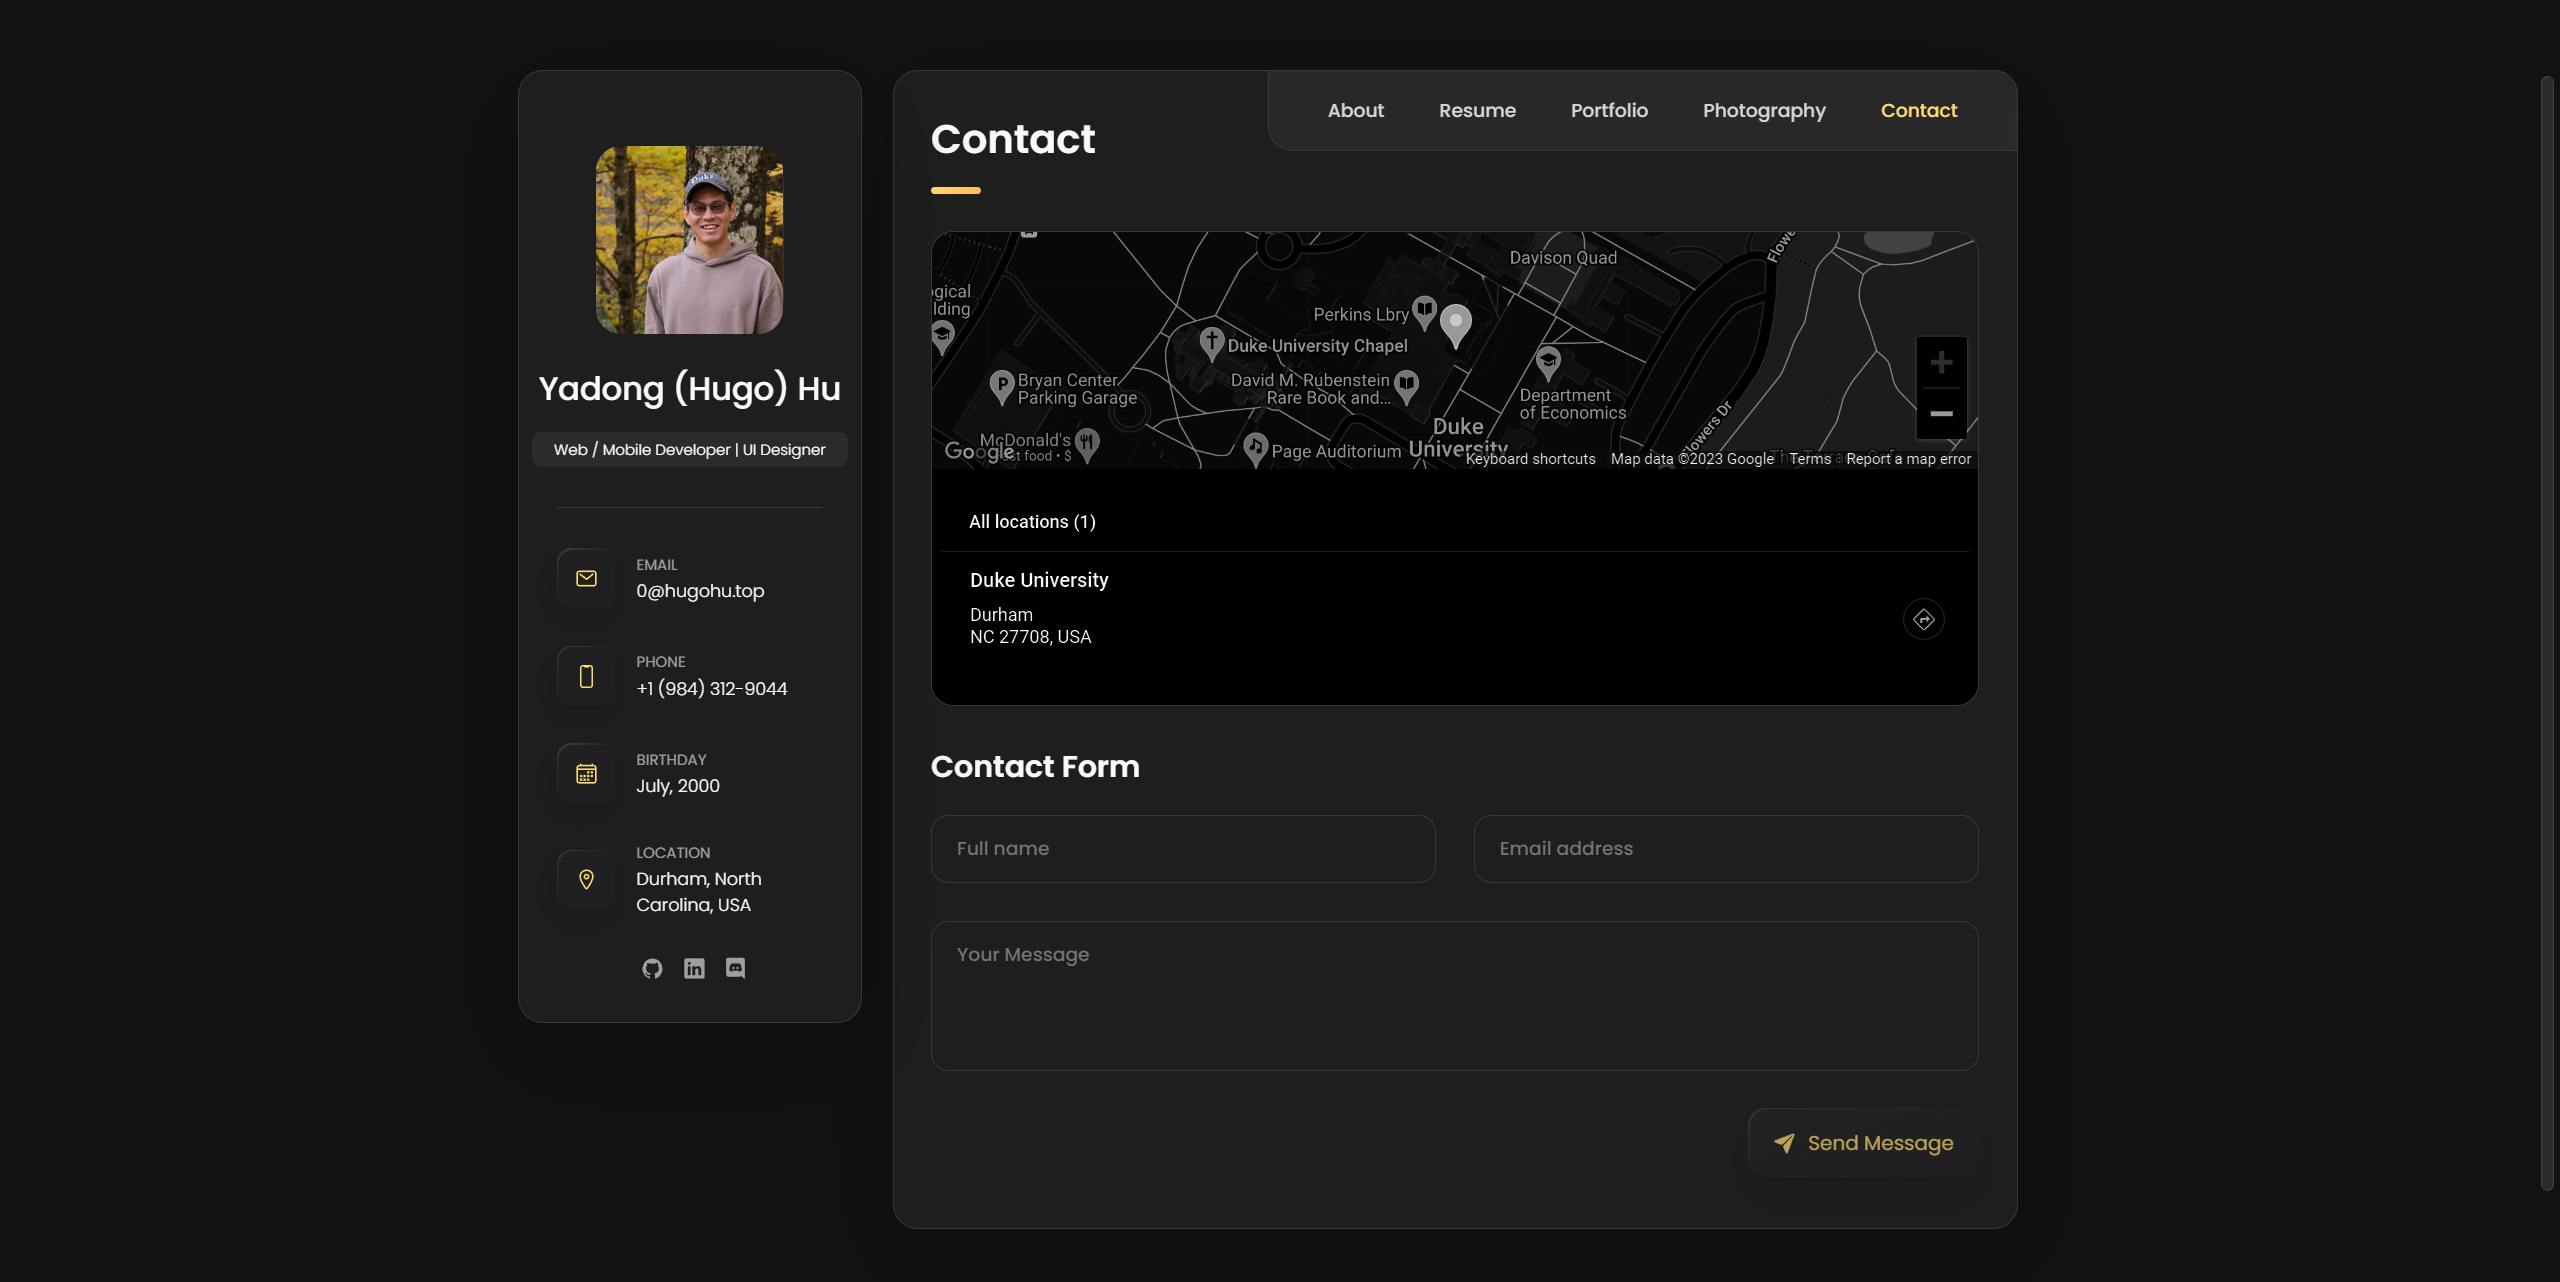 Duke
Yadong (Hugo) Hu
Web / Mobile Developer | UI Designer
EMAIL
0@hugohu.top
PHONE
+1 (984) 312-9044
BIRTHDAY
July, 2000
LOCATION
Durham, North
Carolina, USA
About
Resume
Portfolio
Photography
Contact
Contact
Davison Quad
Perkins Lbry
Duke University Chapel
P
Bryan Center
Parking Garage
David M. Rubenstein
Rare Book and...
Department
of Economics
McDonald's
food • $
Page Auditorium
Duke
University
Google
Keyboard shortcuts
Map data ©2023 Google
Terms
Report a map error
All locations (1)
Duke University
Durham
NC 27708, USA
Contact Form
Full name
Email address
Your Message
Send Message